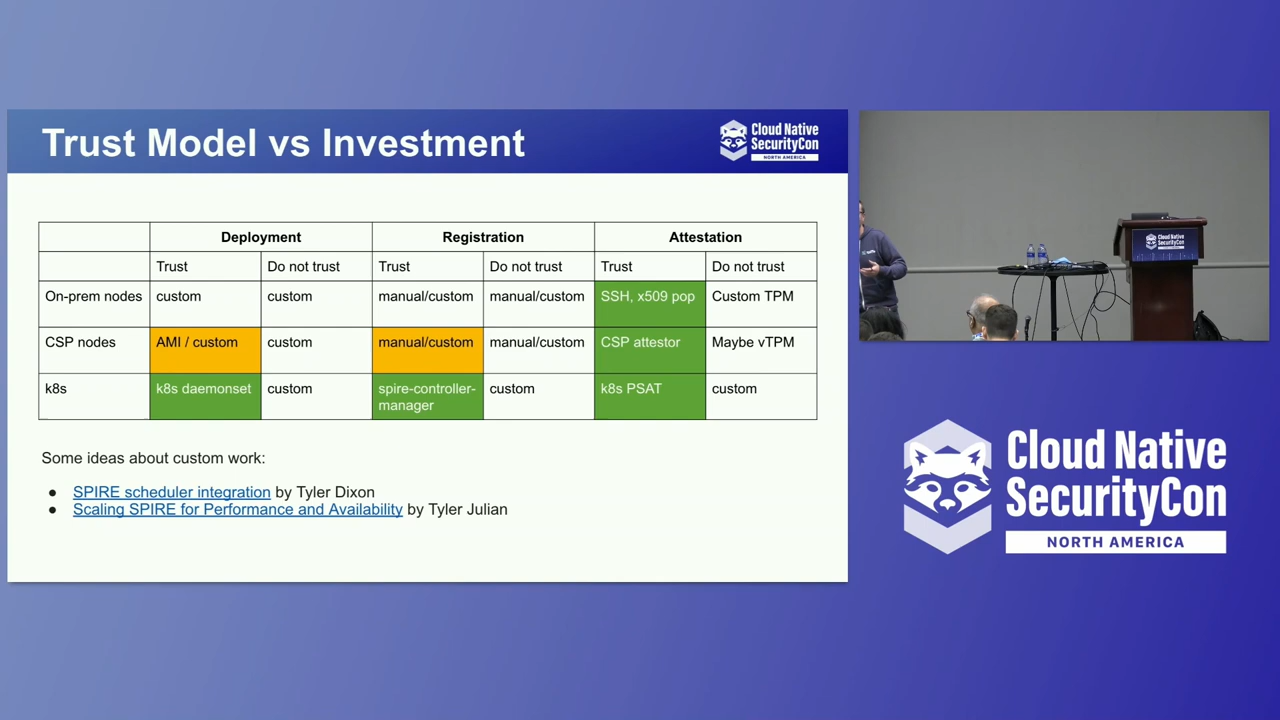 Trust Model vs Investment
Cloud Native
SecurityCon
NORTH AMERICA
Deployment Registration Attestation
Trust Do not trust Trust Do not trust Trust Do not trust
On-prem nodes custom custom manual/custom manual/custom SSH, x509 pop Custom TPM
CSP nodes AMI / custom custom manual/custom manual/custom CSP attestor Maybe vTPM
k8s k8s daemonset custom spire-controller-
manager custom k8s PSAT custom
Some ideas about custom work:
● SPIRE scheduler integration by Tyler Dixon
● Scaling SPIRE for Performance and Availability by Tyler Julian
Cloud Native
SecurityCon
Cloud Native
SecurityCon
NORTH AMERICA